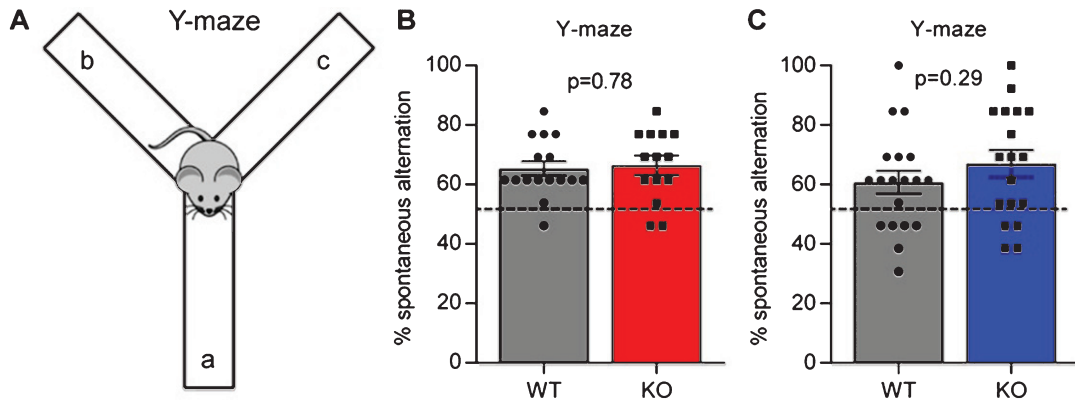 A
Y-maze
b
c
a
B
Y-maze
p=0.78
% spontaneous alternation
100
80
60
40
20
0
WT
KO
C
Y-maze
p=0.29
% spontaneous alternation
100
80
60
40
20
0
WT
KO